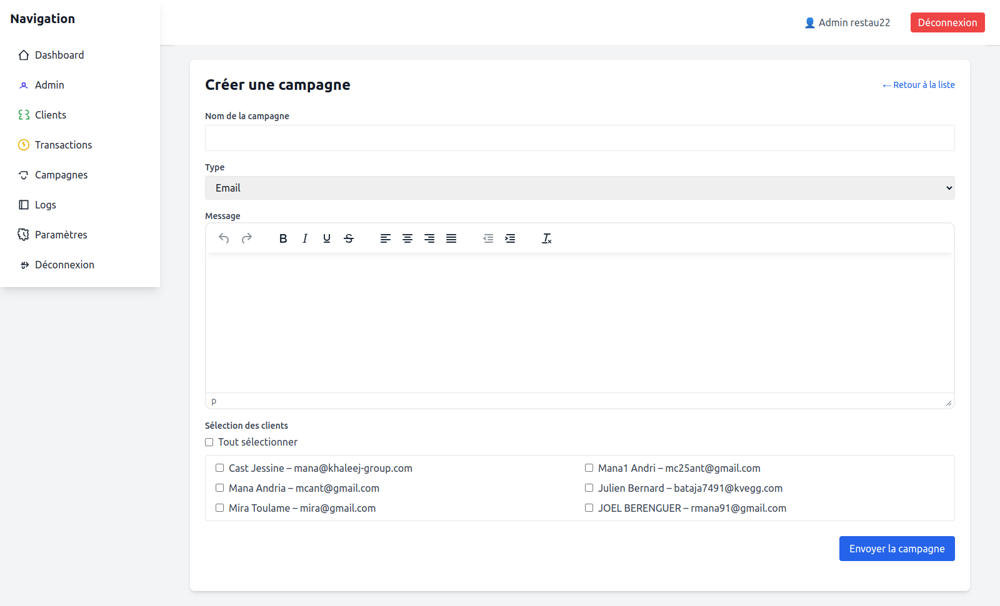 Navigation
Dashboard
Admin
Clients
Transactions
Campagnes
Logs
Paramètres
Déconnexion
Admin restau22
Déconnexion
Créer une campagne
← Retour à la liste
Nom de la campagne
Type
Email
Message
p
Sélection des clients
Tout sélectionner
Cast Jessine – mana@khaleej-group.com
Mana1 Andri – mc25ant@gmail.com
Mana Andria – mcant@gmail.com
Julien Bernard – bataja7491@kvegg.com
Mira Toulame – mira@gmail.com
JOEL BERENGUER – rmana91@gmail.com
Envoyer la campagne